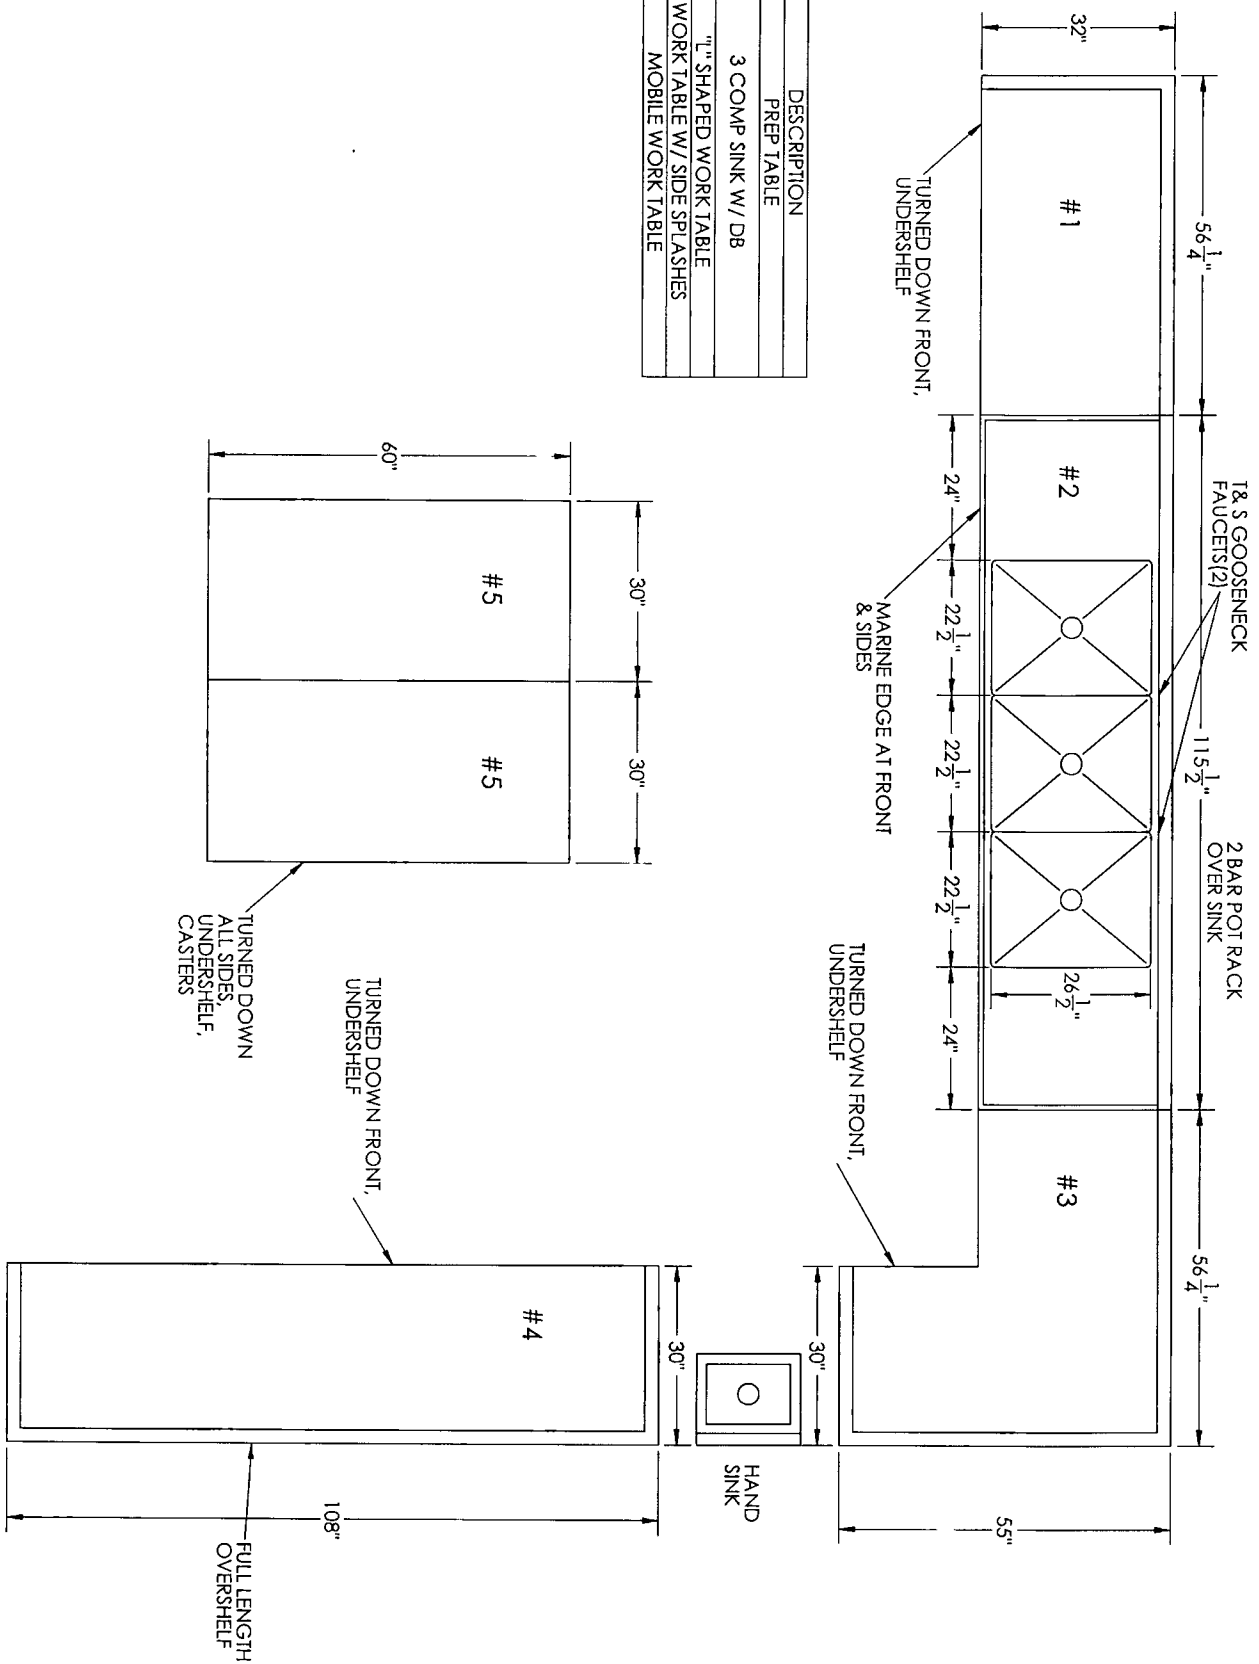 T&S GOOSENECK
FAUCETS(2)
2 BAR POT RACK
OVER SINK
56 1/4"
115 1/2"
56 1/4"
32"
#1
#2
#3
26 1/2"
24"
22 1/2"
22 1/2"
22 1/2"
24"
55"
TURNED DOWN FRONT,
UNDERSHELF
MARINE EDGE AT FRONT
& SIDES
TURNED DOWN FRONT,
UNDERSHELF
30"
HAND
SINK
DESCRIPTION
PREP TABLE
3 COMP SINK W/ DB
"L" SHAPED WORK TABLE
WORK TABLE W/ SIDE SPLASHES
MOBILE WORK TABLE
30"
30"
60"
#5
#5
TURNED DOWN
ALL SIDES,
UNDERSHELF,
CASTERS
30"
#4
TURNED DOWN FRONT,
UNDERSHELF
108"
FULL LENGTH
OVERSHELF